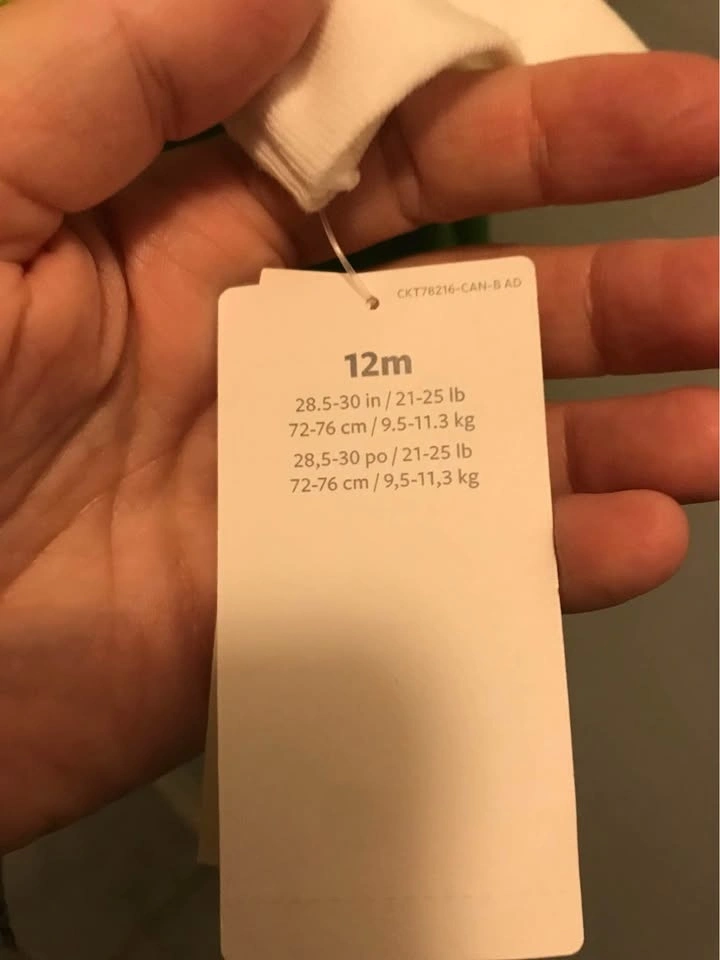 CKT78216-CAN-B AD
12m
28.5-30 in / 21-25 lb
72-76 cm / 9.5-11.3 kg
28,5-30 po / 21-25 lb
72-76 cm / 9,5-11,3 kg